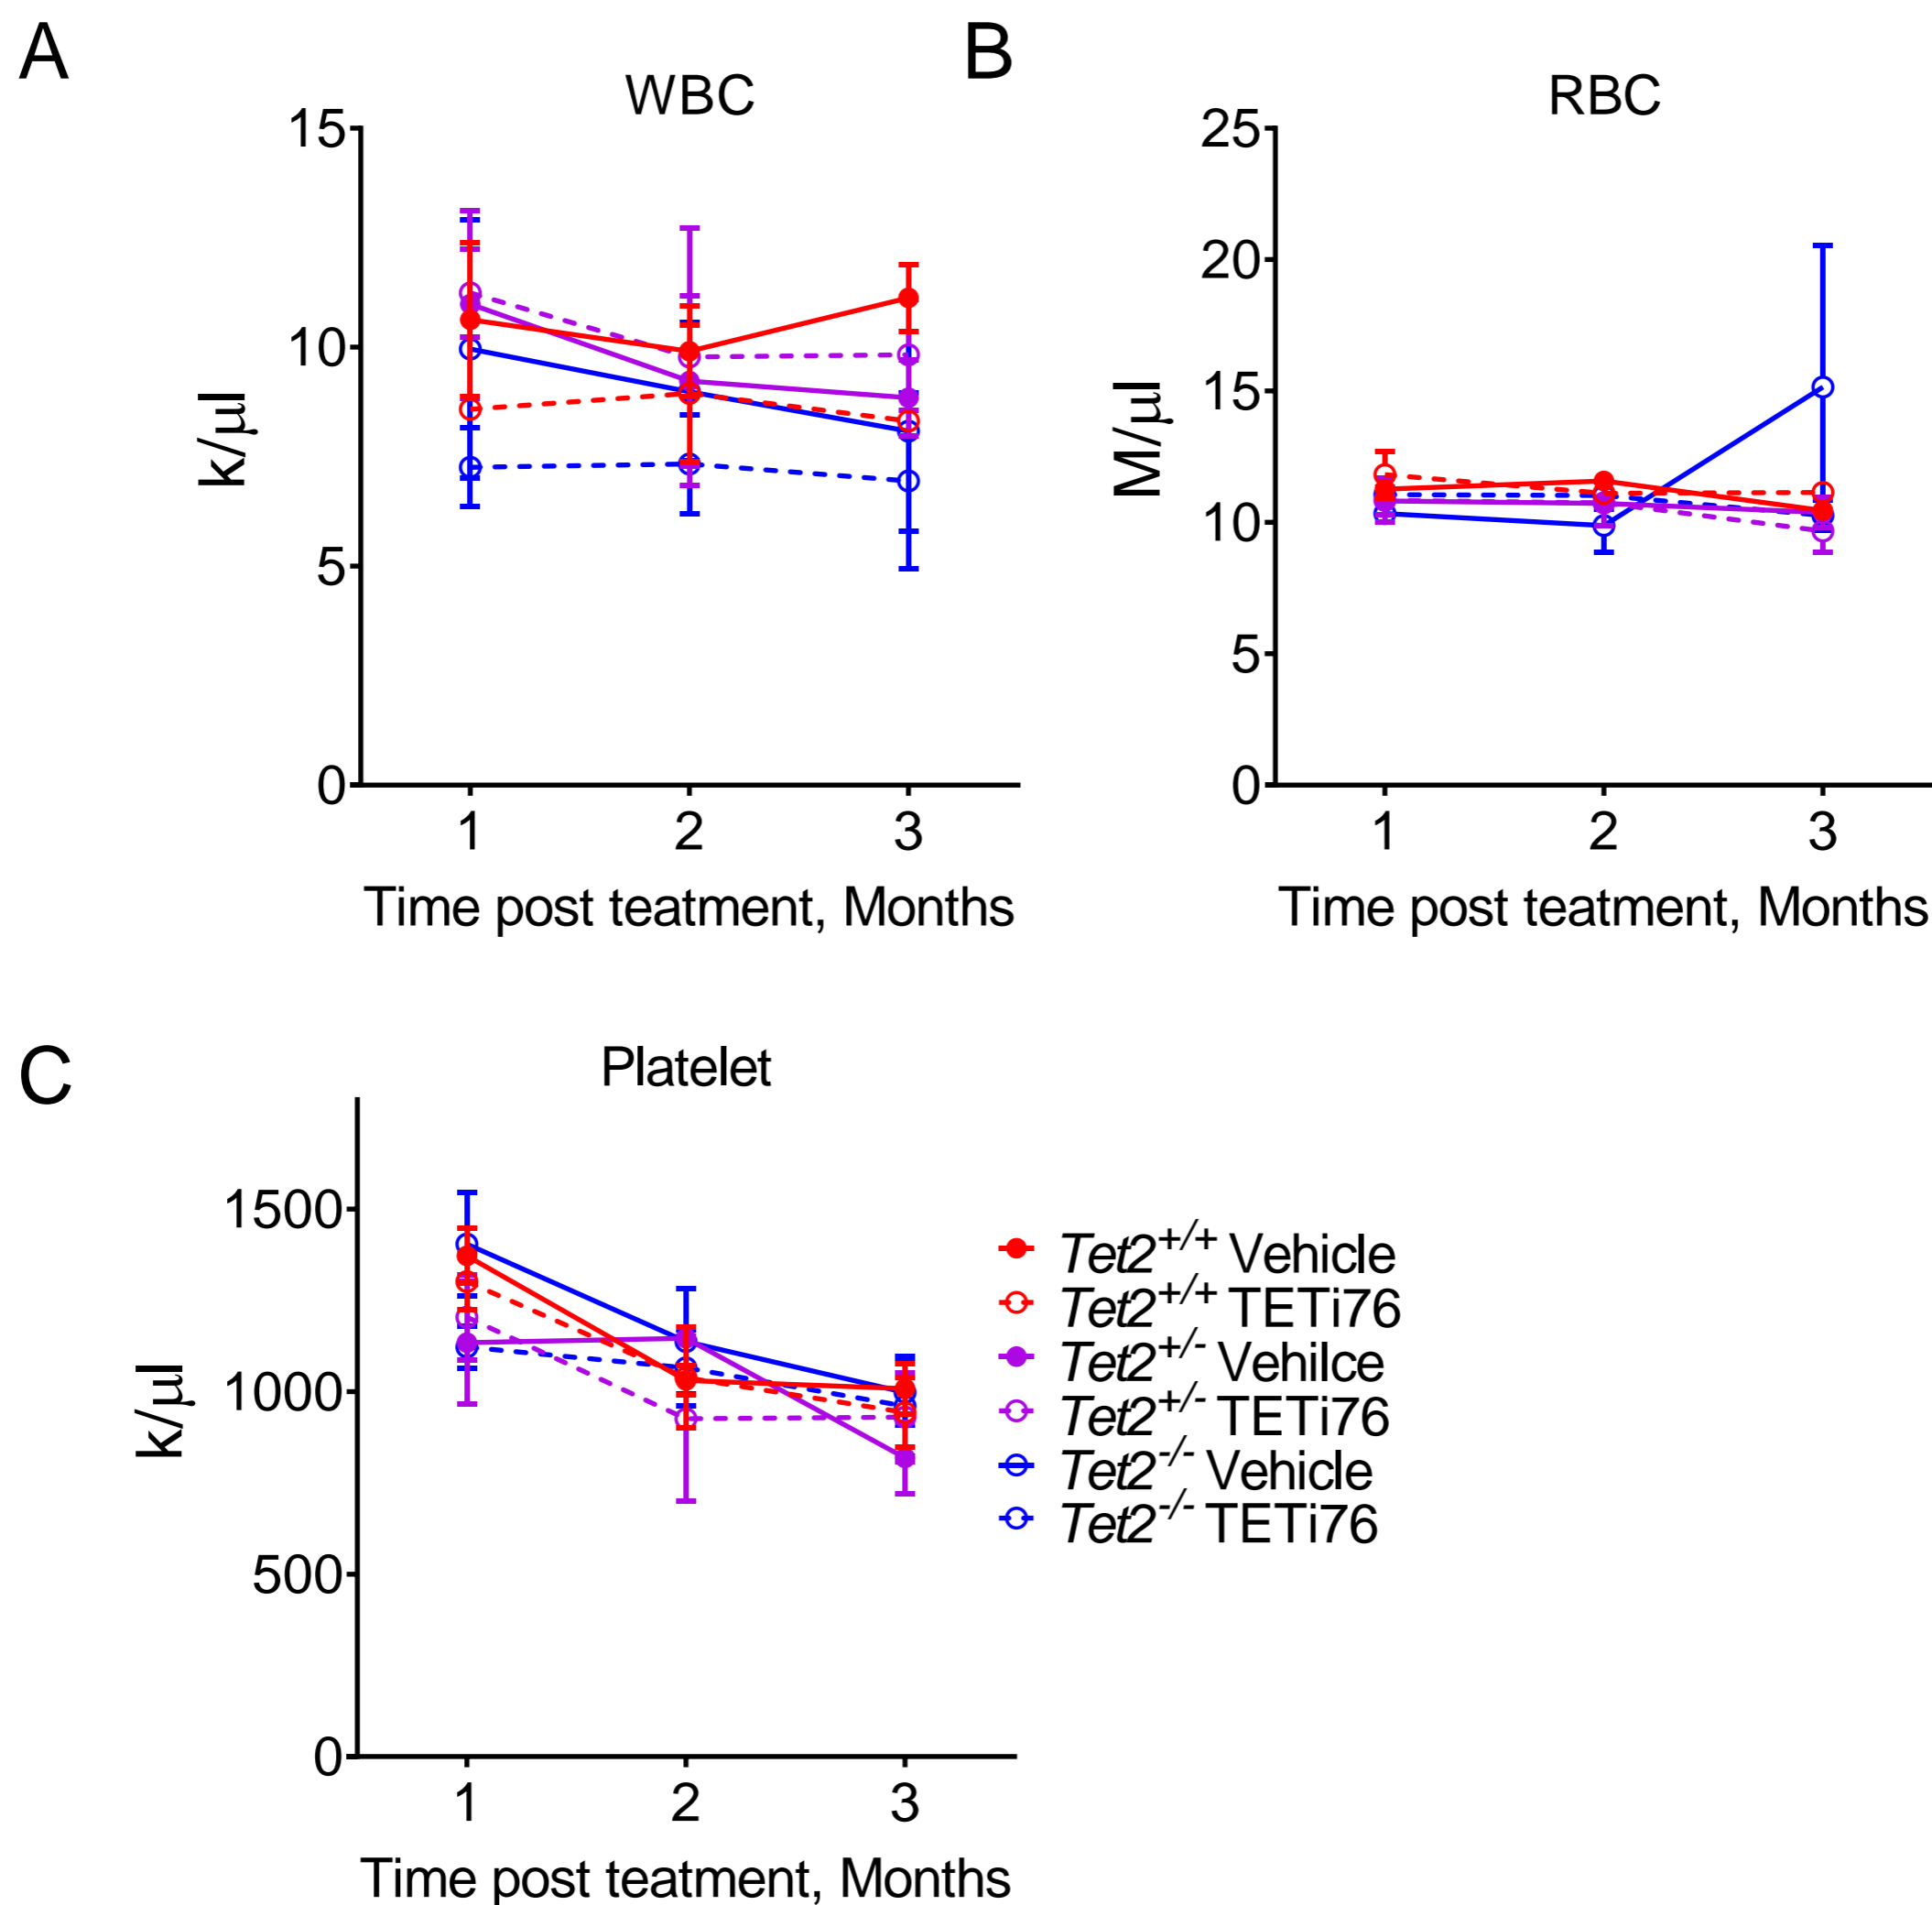 A
B
WBC
RBC
15
10
5
0
k/µl
1
2
3
Time post teatment, Months
25
20
15
10
5
0
M/µl
1
2
3
Time post teatment, Months
C
Platelet
1500
1000
500
0
k/µl
1
2
3
Time post teatment, Months
Tet2+/+ Vehicle
Tet2+/+ TETi76
Tet2+/- Vehilce
Tet2+/- TETi76
Tet2-/- Vehicle
Tet2-/- TETi76